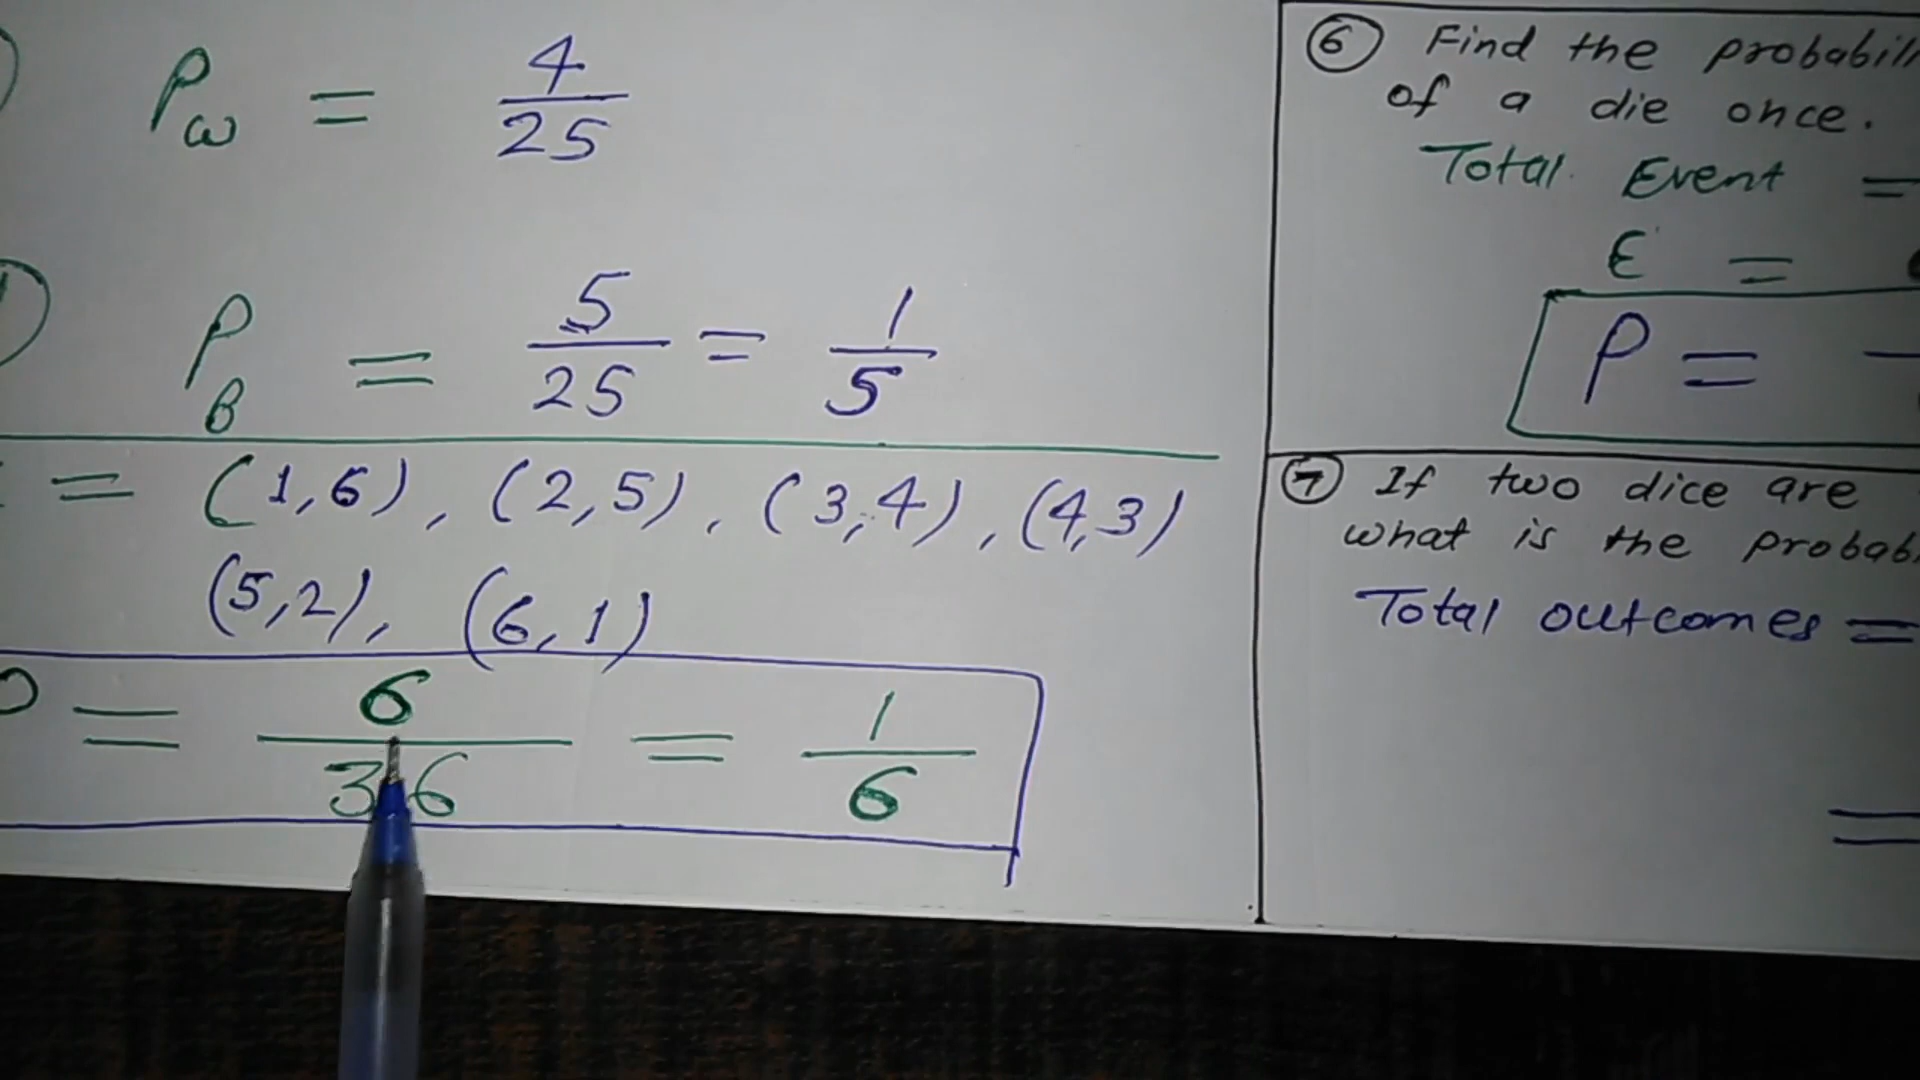 P_w = 4/25
P_B = 5/25 = 1/5
= (1,6), (2,5), (3,4), (4,3)
(5,2), (6,1)
= 6/36 = 1/6
⑥ Find the
of a die once.
Total Event =
ε =
P =
⑦ If two dice are
what is the
Total outcomes =
=